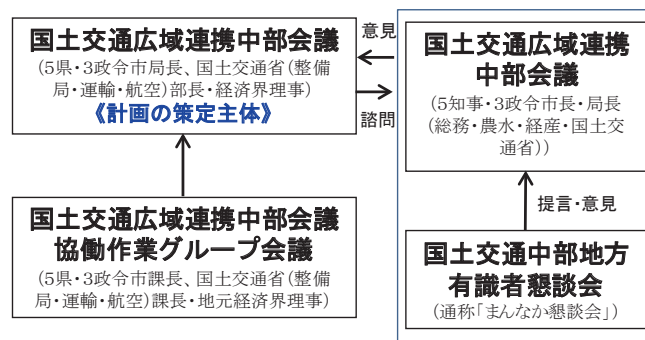 国土交通広域連携中部会議
(5県・3政令市局長、国土交通省(整備
局・運輸・航空)部長・経済界理事)
《計画の策定主体》
意見
諮問
国土交通広域連携
中部会議
(5知事・3政令市長・局長
(総務・農水・経産・国土交
通省))
国土交通広域連携中部会議
協働作業グループ会議
(5県・3政令市課長、国土交通省(整備
局・運輸・航空)課長・地元経済界理事)
提言・意見
国土交通中部地方
有識者懇談会
(通称「まんなか懇談会」)